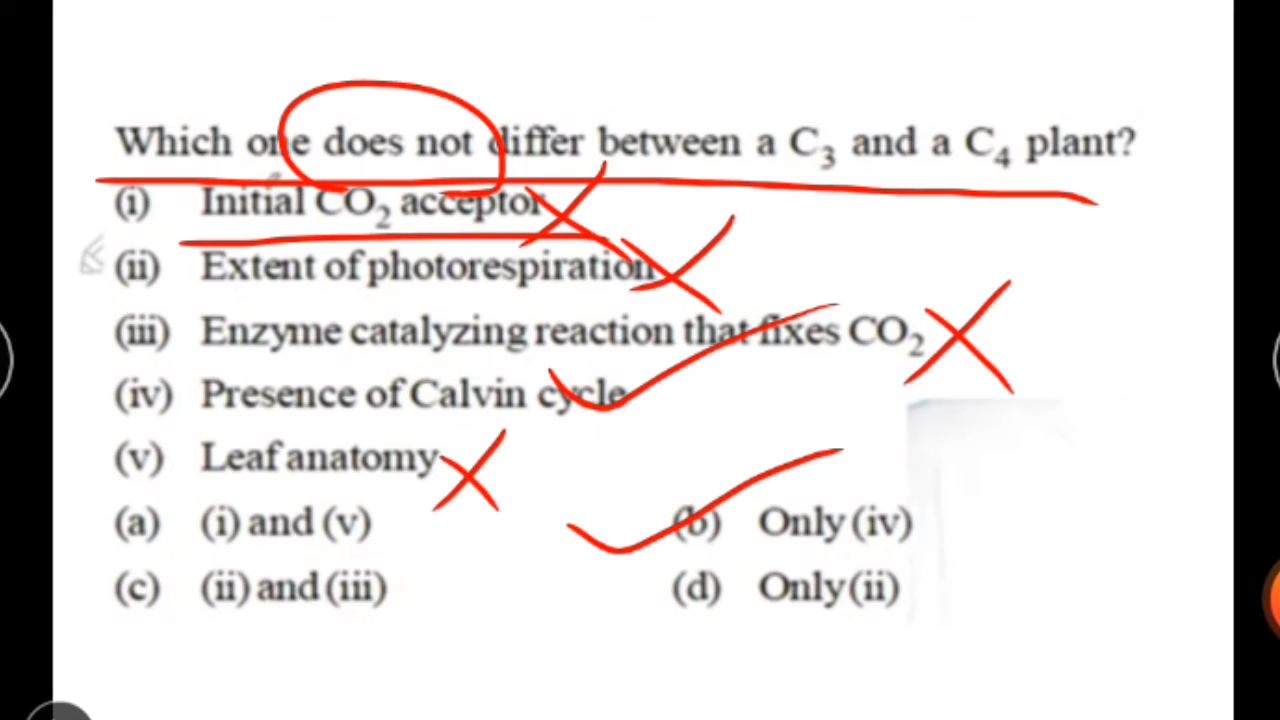 Which one does not differ between a C₃ and a C₄ plant?
(i) Initial CO₂ acceptor
(ii) Extent of photorespiration
(iii) Enzyme catalyzing reaction that fixes CO₂
(iv) Presence of Calvin cycle
(v) Leaf anatomy
(a) (i) and (v) (b) Only (iv)
(c) (ii) and (iii) (d) Only (ii)